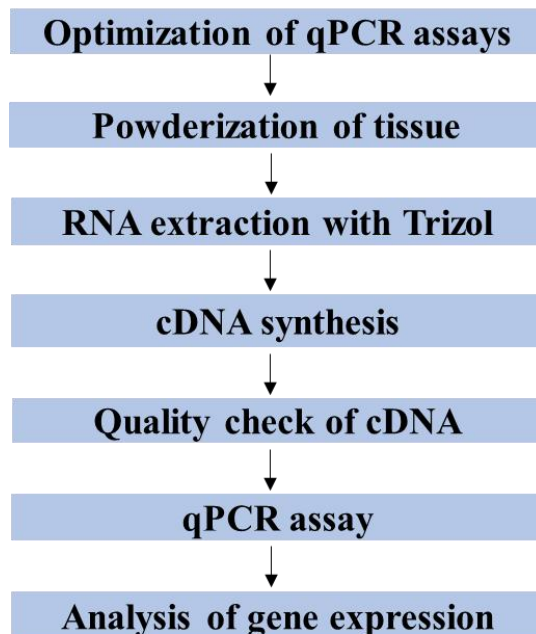 Optimization of qPCR assays
Powderization of tissue
RNA extraction with Trizol
cDNA synthesis
Quality check of cDNA
qPCR assay
Analysis of gene expression